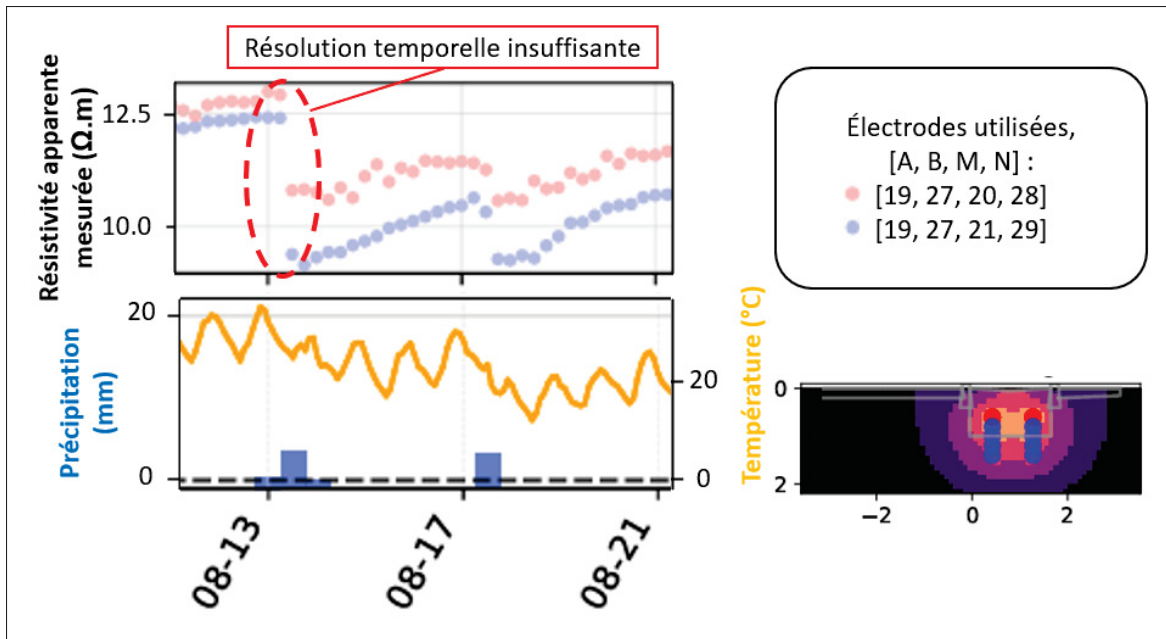 Résolution temporelle insuffisante
Résistivité apparente
mesurée (Ω.m)
12.5
10.0
Électrodes utilisées,
[A, B, M, N] :
[19, 27, 20, 28]
[19, 27, 21, 29]
Précipitation
(mm)
20
0
20
0
Température (°C)
08-13
08-17
08-21
0
2
−2
0
2